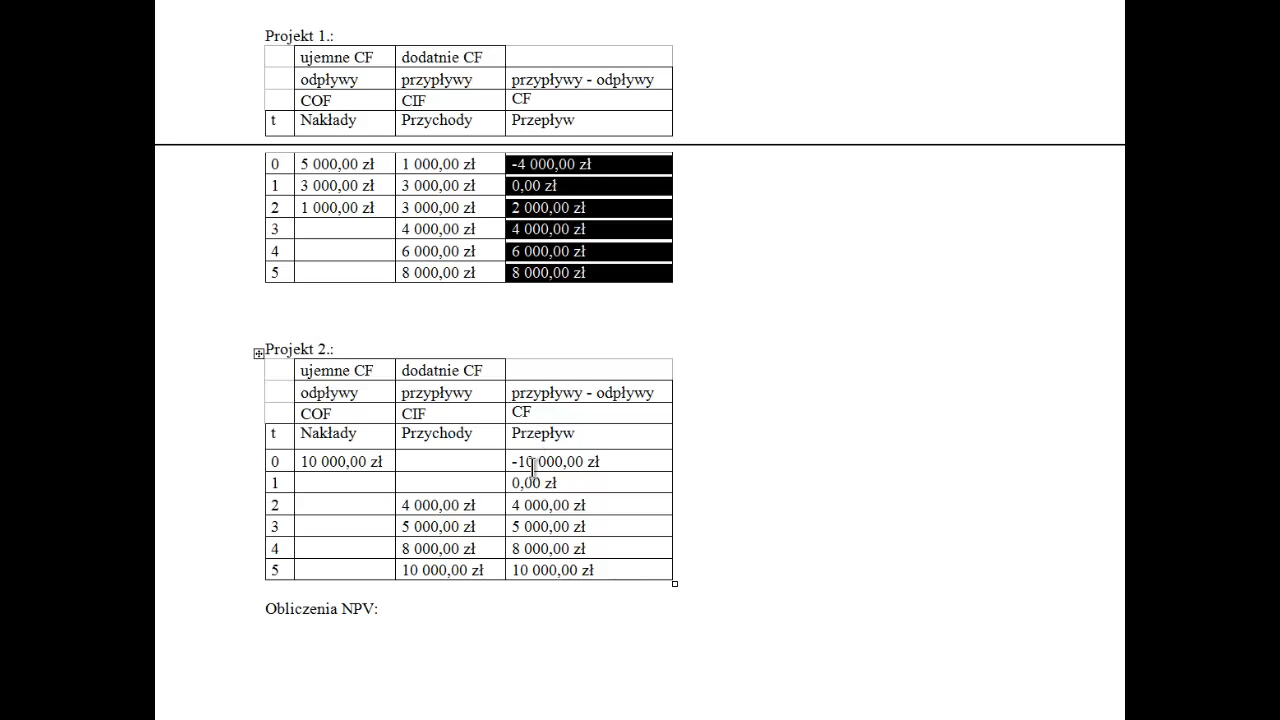 Projekt 1.:
ujemne CF dodatnie CF
odpływy przypływy przypływy - odpływy
COF CIF CF
t Nakłady Przychody Przepływ
0 5 000,00 zł 1 000,00 zł -4 000,00 zł
1 3 000,00 zł 3 000,00 zł 0,00 zł
2 1 000,00 zł 3 000,00 zł 2 000,00 zł
3 4 000,00 zł 4 000,00 zł
4 6 000,00 zł 6 000,00 zł
5 8 000,00 zł 8 000,00 zł
Projekt 2.:
ujemne CF dodatnie CF
odpływy przypływy przypływy - odpływy
COF CIF CF
t Nakłady Przychody Przepływ
0 10 000,00 zł -10 000,00 zł
1 0,00 zł
2 4 000,00 zł 4 000,00 zł
3 5 000,00 zł 5 000,00 zł
4 8 000,00 zł 8 000,00 zł
5 10 000,00 zł 10 000,00 zł
Obliczenia NPV: